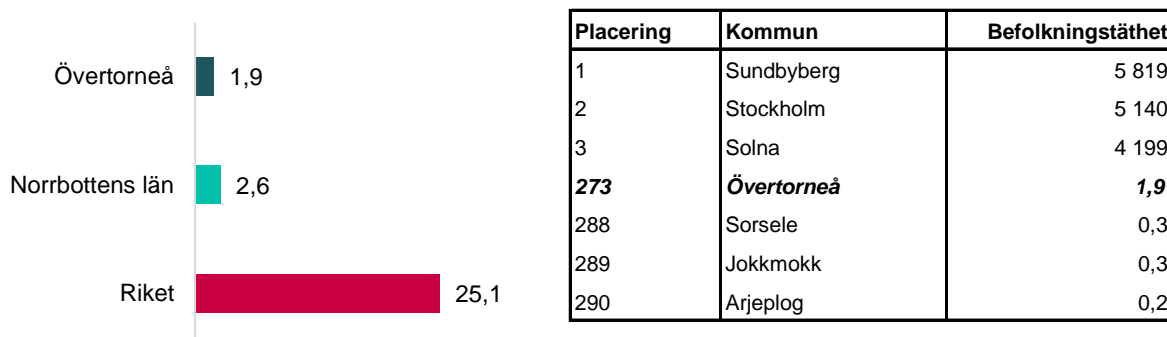 Övertorneå 1,9
Norrbottens län 2,6
Riket 25,1
Placering Kommun Befolkningstäthet
1 Sundbyberg 5 819
2 Stockholm 5 140
3 Solna 4 199
273 Övertorneå 1,9
288 Sorsele 0,3
289 Jokkmokk 0,3
290 Arjeplog 0,2